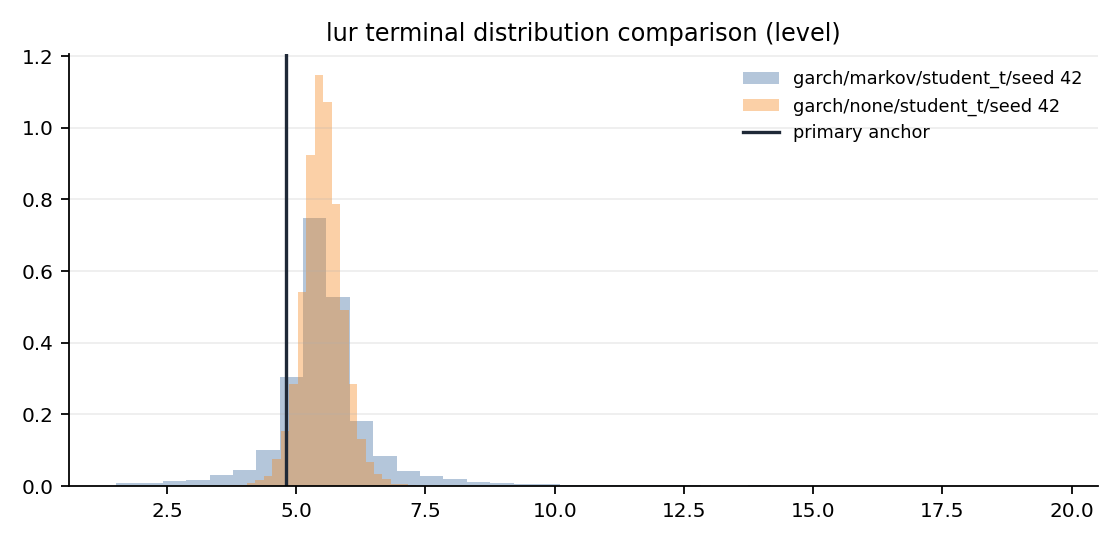 lur terminal distribution comparison (level)
garch/markov/student_t/seed 42
garch/none/student_t/seed 42
primary anchor
1.2
1.0
0.8
0.6
0.4
0.2
0.0
2.5 5.0 7.5 10.0 12.5 15.0 17.5 20.0